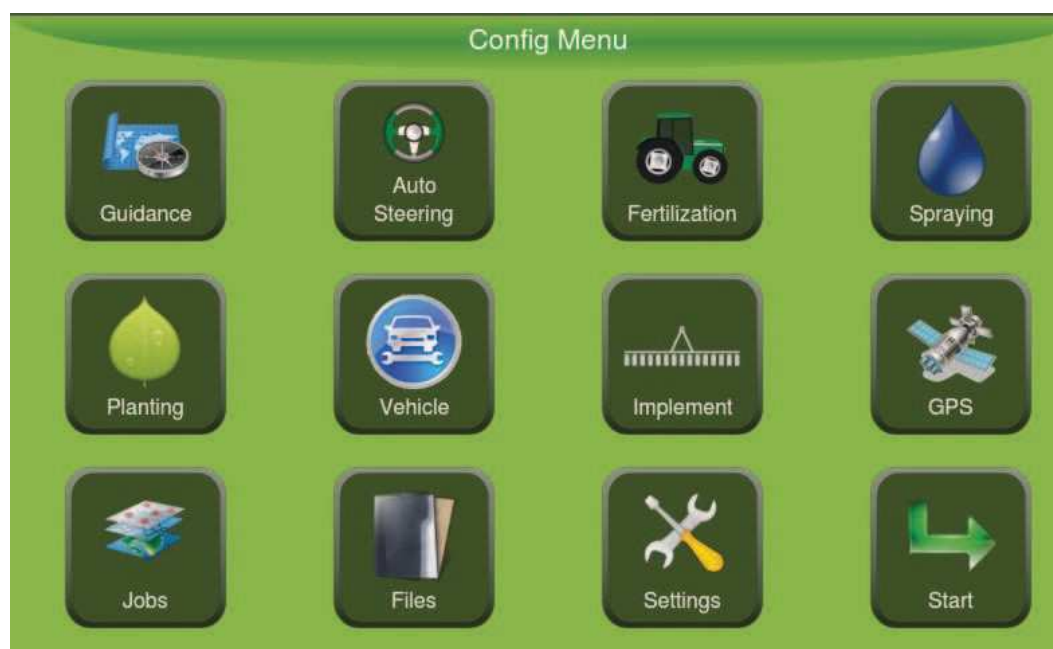 Config Menu
Guidance
Auto
Steering
Fertilization
Spraying
Planting
Vehicle
Implement
GPS
Jobs
Files
Settings
Start